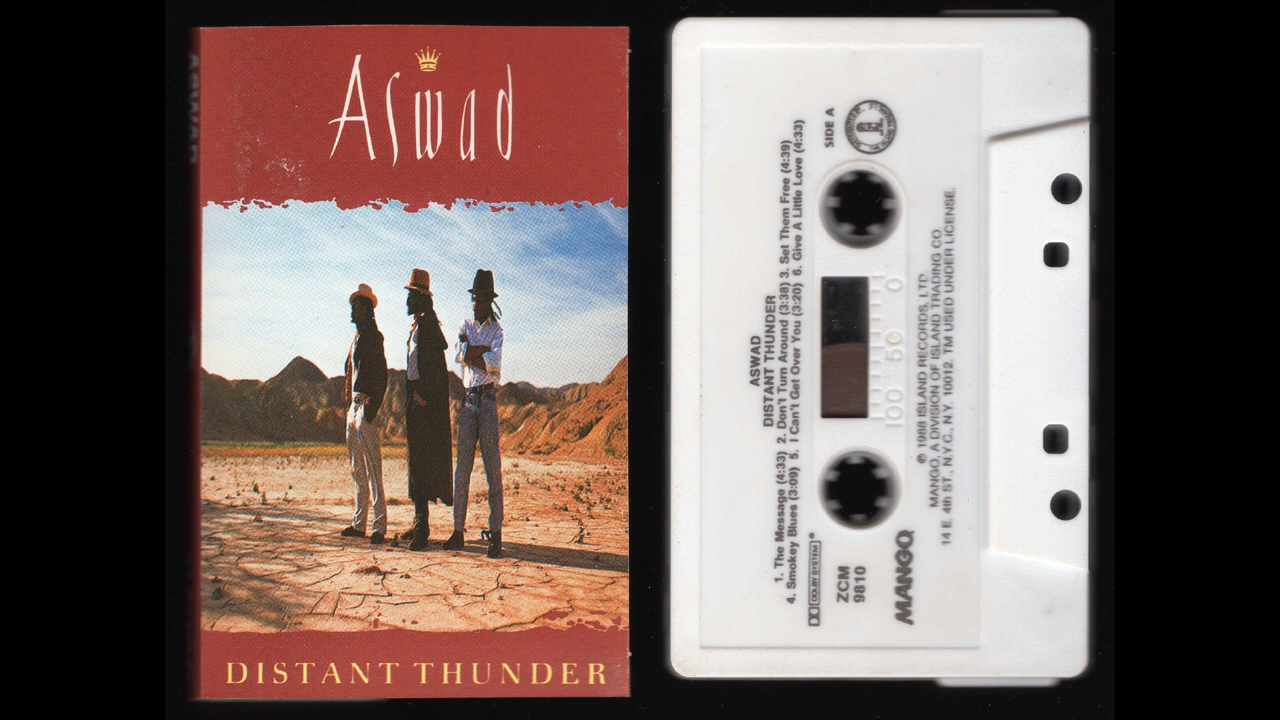 Aswad
DISTANT THUNDER
ASWAD
SIDE A
ASWAD
DISTANT THUNDER
1. The Message (4:33) 2. Don't Turn Around (3:38) 3. Set Them Free (4:39)
4. Smokey Blues (3:09) 5. I Can't Get Over You (3:20) 6. Give A Little Love (4:33)
DOLBY SYSTEM
ZCM
9810
100 50 0
MANGO
℗ 1988 ISLAND RECORDS, LTD.
MANGO, A DIVISION OF ISLAND TRADING CO.
14 E. 4th ST., N.Y.C., N.Y. 10012. TM USED UNDER LICENSE.